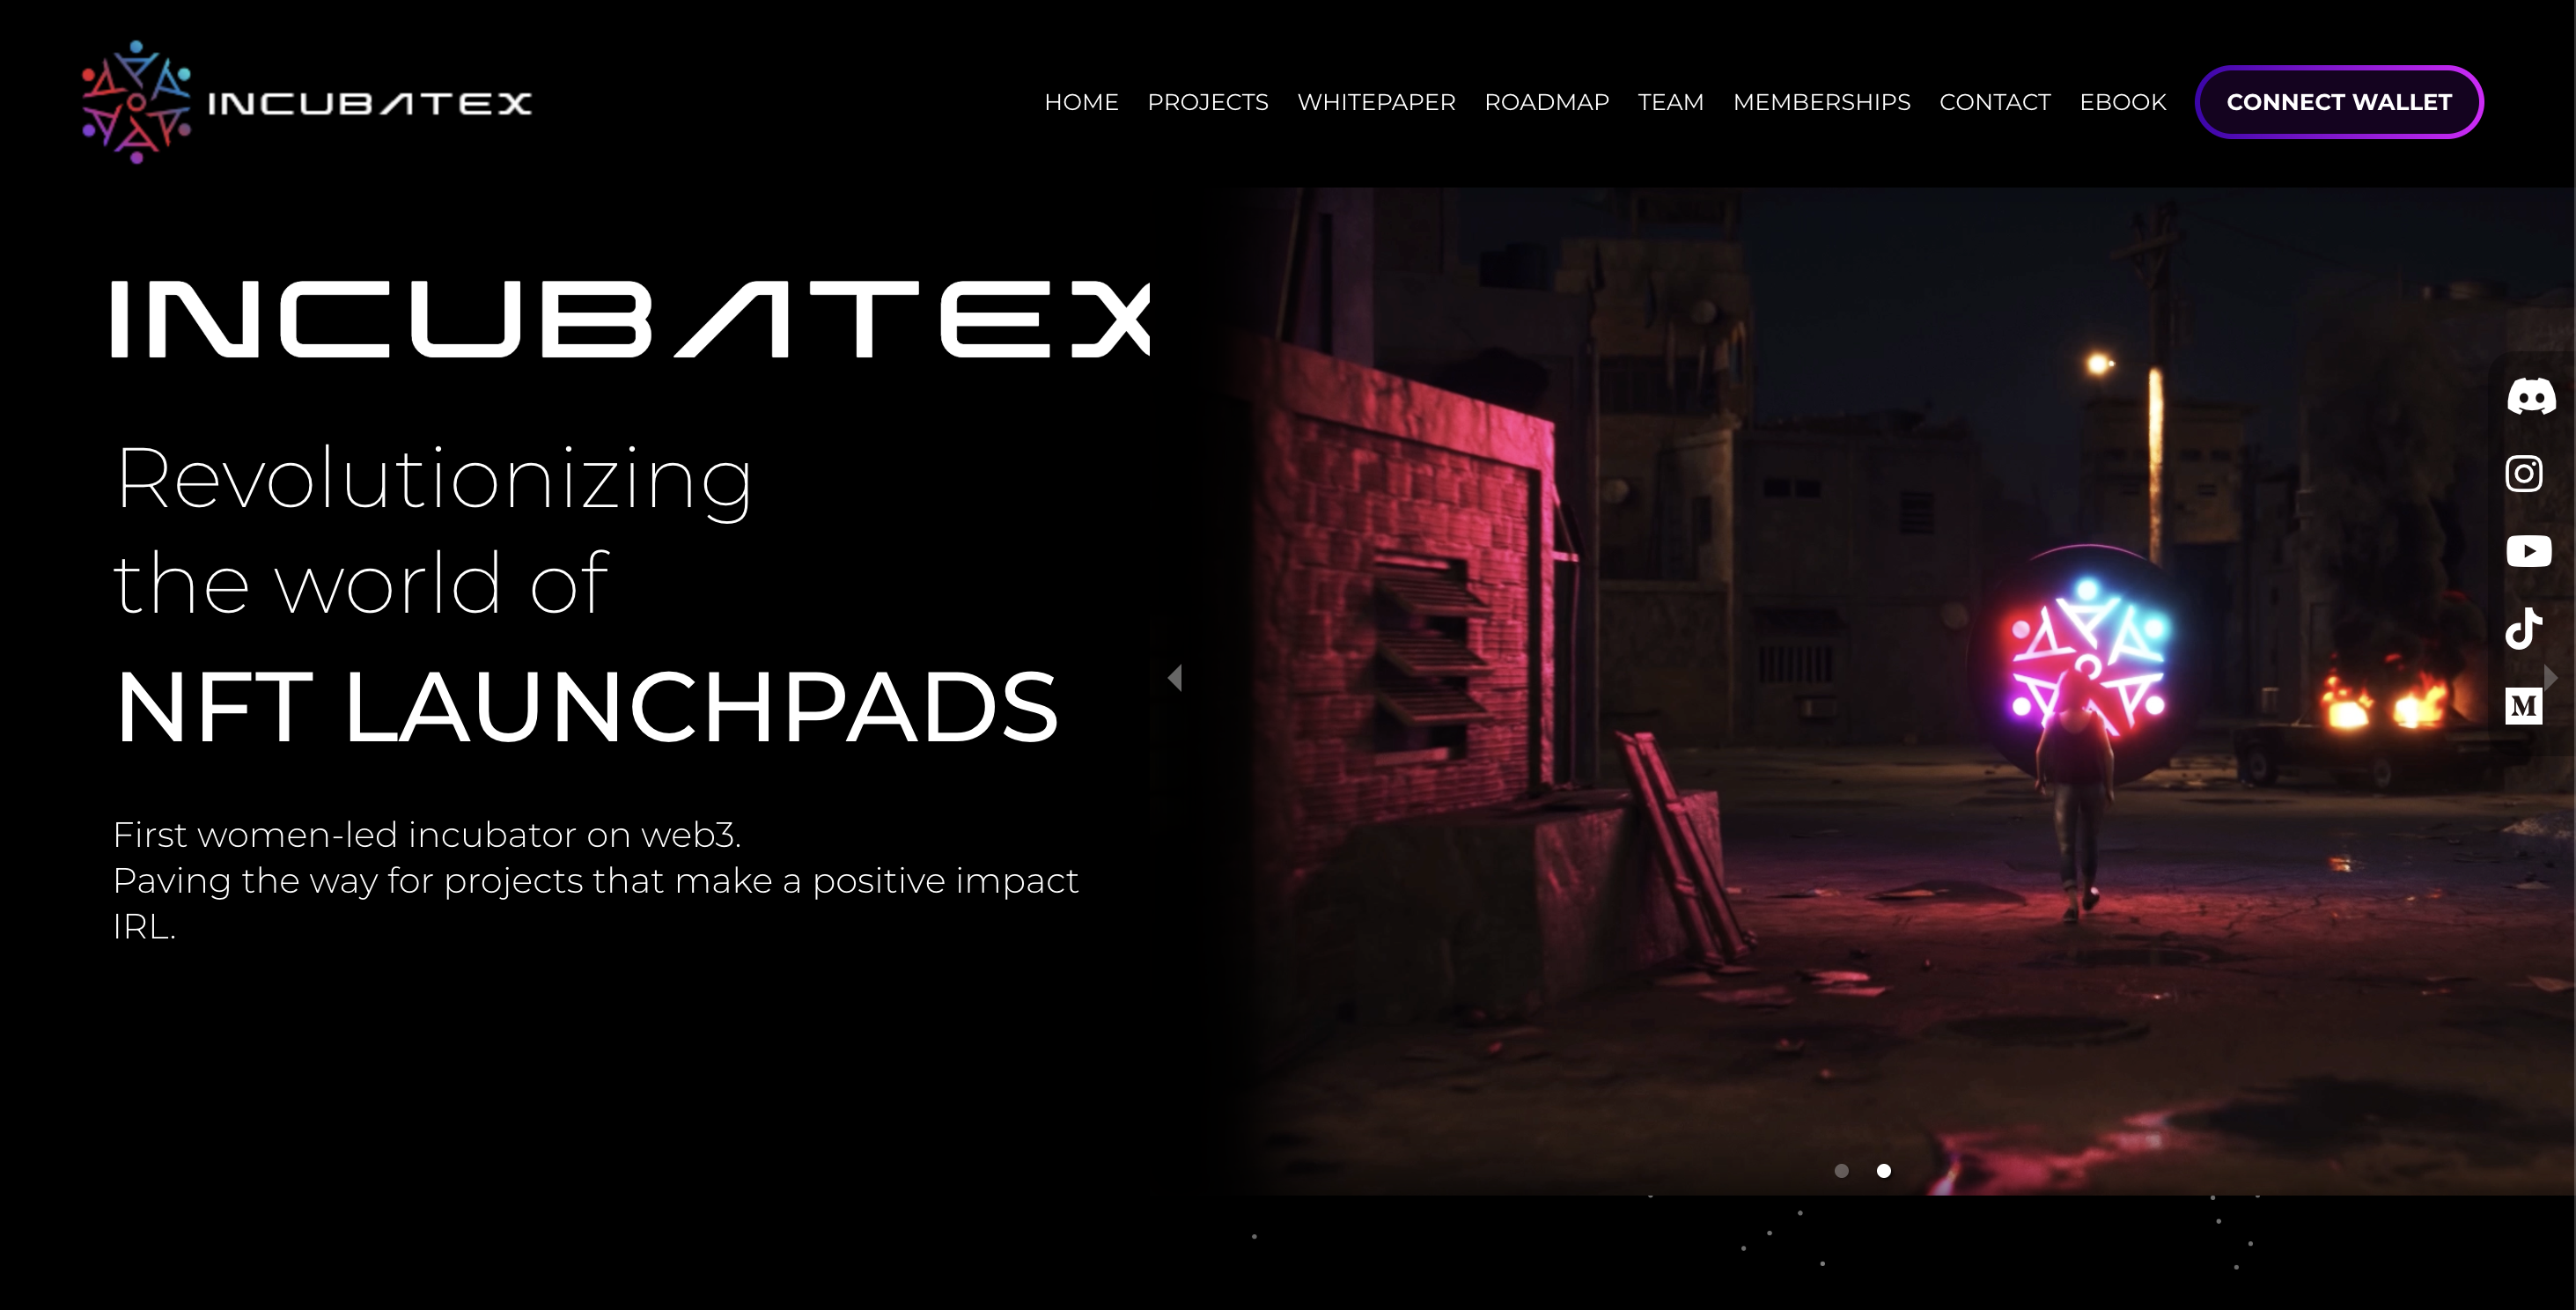 INCUBATEX
HOME PROJECTS WHITEPAPER ROADMAP TEAM MEMBERSHIPS CONTACT EBOOK CONNECT WALLET
INCUBATEX
Revolutionizing
the world of
NFT LAUNCHPADS
First women-led incubator on web3.
Paving the way for projects that make a positive impact
IRL.